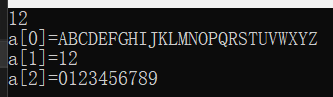 12
a[0]=ABCDEFGHIJKLMNOPQRSTUVWXYZ
a[1]=12
a[2]=0123456789